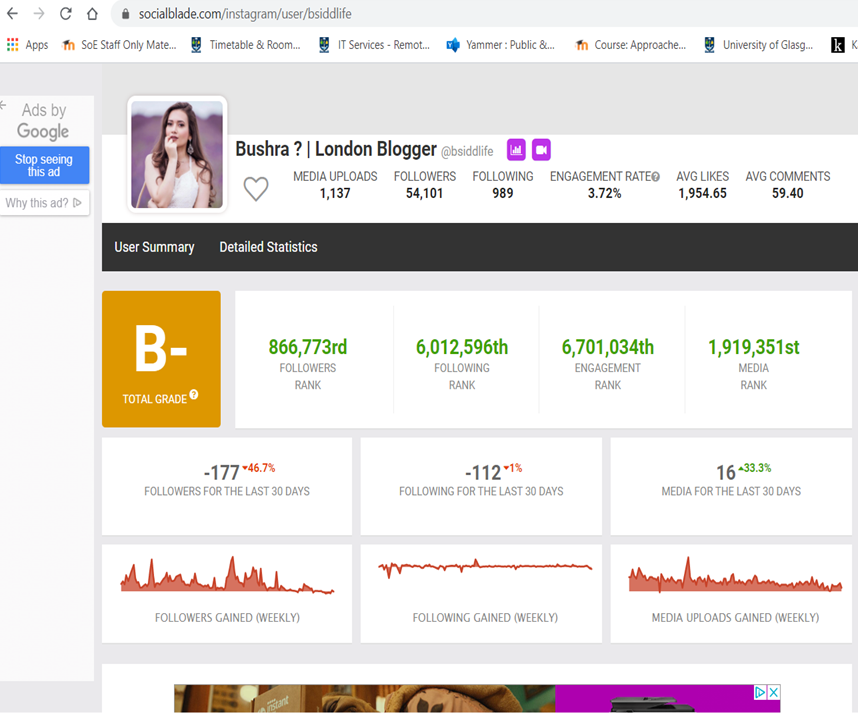 socialblade.com/instagram/user/bsiddlife
Apps SoE Staff Only Mate... Timetable & Room... IT Services - Remot... Yammer : Public &... Course: Approache... University of Glasg... k K
Ads by
Google
Stop seeing
this ad
Why this ad?
Bushra ? | London Blogger @bsiddlife
MEDIA UPLOADS FOLLOWERS FOLLOWING ENGAGEMENT RATE AVG LIKES AVG COMMENTS
1,137 54,101 989 3.72% 1,954.65 59.40
User Summary Detailed Statistics
B-
TOTAL GRADE ?
866,773rd 6,012,596th 6,701,034th 1,919,351st
FOLLOWERS FOLLOWING ENGAGEMENT MEDIA
RANK RANK RANK RANK
-177 46.7% -112 1% 16 33.3%
FOLLOWERS FOR THE LAST 30 DAYS FOLLOWING FOR THE LAST 30 DAYS MEDIA FOR THE LAST 30 DAYS
FOLLOWERS GAINED (WEEKLY) FOLLOWING GAINED (WEEKLY) MEDIA UPLOADS GAINED (WEEKLY)